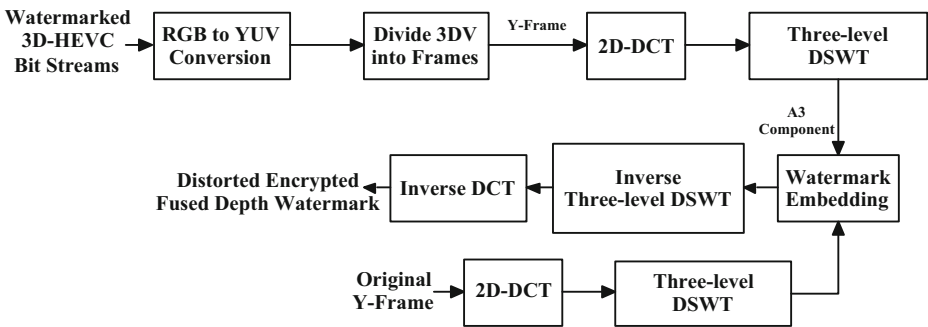 Watermarked
3D-HEVC
Bit Streams
RGB to YUV
Conversion
Divide 3DV
into Frames
Y-Frame
2D-DCT
Three-level
DSWT
A3
Component
Distorted Encrypted
Fused Depth Watermark
Inverse DCT
Inverse
Three-level DSWT
Watermark
Embedding
Original
Y-Frame
2D-DCT
Three-level
DSWT